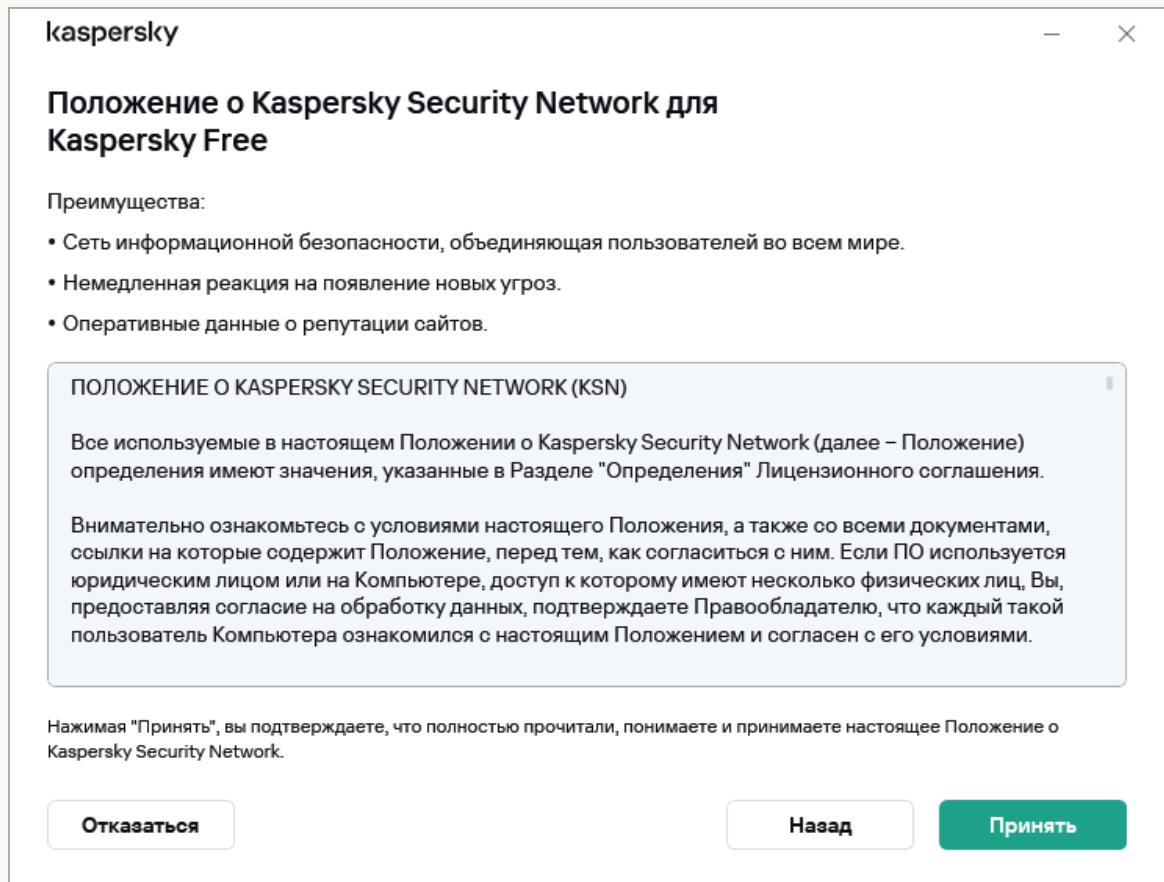 kaspersky
Положение о Kaspersky Security Network для
Kaspersky Free
Преимущества:
• Сеть информационной безопасности, объединяющая пользователей во всем мире.
• Немедленная реакция на появление новых угроз.
• Оперативные данные о репутации сайтов.
ПОЛОЖЕНИЕ О KASPERSKY SECURITY NETWORK (KSN)
Все используемые в настоящем Положении о Kaspersky Security Network (далее – Положение)
определения имеют значения, указанные в Разделе "Определения" Лицензионного соглашения.
Внимательно ознакомьтесь с условиями настоящего Положения, а также со всеми документами,
ссылки на которые содержит Положение, перед тем, как согласиться с ним. Если ПО используется
юридическим лицом или на Компьютере, доступ к которому имеют несколько физических лиц, Вы,
предоставляя согласие на обработку данных, подтверждаете Правообладателю, что каждый такой
пользователь Компьютера ознакомился с настоящим Положением и согласен с его условиями.
Нажимая "Принять", вы подтверждаете, что полностью прочитали, понимаете и принимаете настоящее Положение о
Kaspersky Security Network.
Отказаться
Назад
Принять